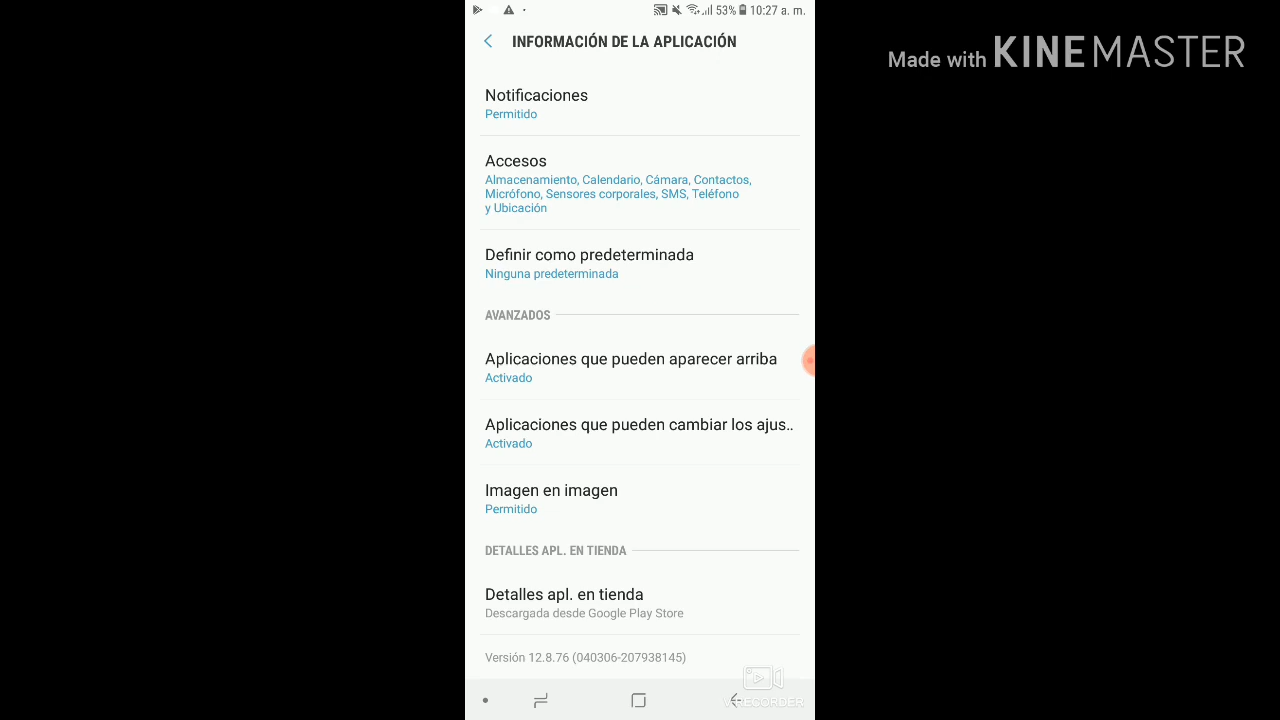 53% 10:27 a. m.
INFORMACIÓN DE LA APLICACIÓN
Made with KINEMASTER
Notificaciones
Permitido
Accesos
Almacenamiento, Calendario, Cámara, Contactos,
Micrófono, Sensores corporales, SMS, Teléfono
y Ubicación
Definir como predeterminada
Ninguna predeterminada
AVANZADOS
Aplicaciones que pueden aparecer arriba
Activado
Aplicaciones que pueden cambiar los ajus..
Activado
Imagen en imagen
Permitido
DETALLES APL. EN TIENDA
Detalles apl. en tienda
Descargada desde Google Play Store
Versión 12.8.76 (040306-207938145)
V RECORDER